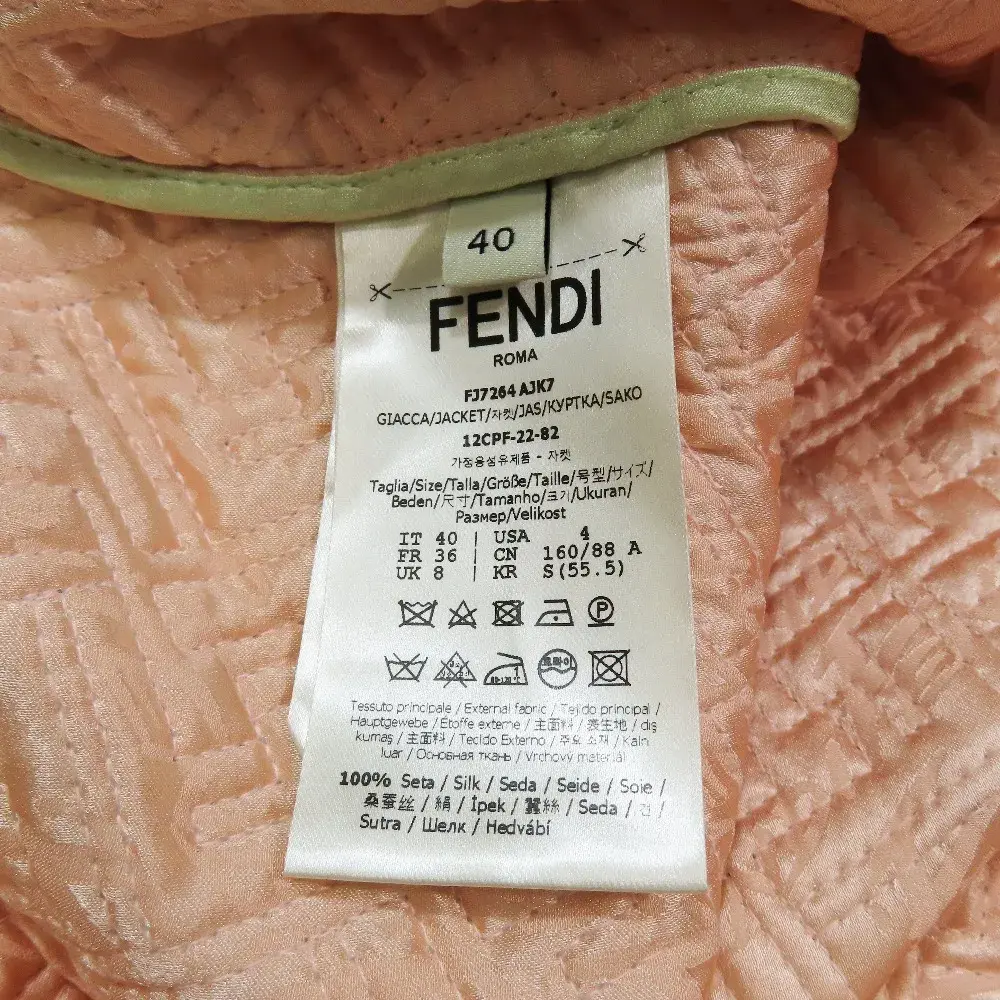 40
FENDI
ROMA
FJ7264 AJK7
GIACCA/JACKET/자켓/JAS/КУРТКА/SAKO
12CPF-22-82
가정용섬유제품 - 자켓
Taglia/Size/Talla/Größe/Taille/号型/サイズ/
Beden/尺寸/Tamanho/크기/Ukuran/
Размер/Velikost
IT 40 | USA 4
FR 36 | CN 160/88 A
UK 8 | KR S(55.5)
P
Tessuto principale / External fabric / Tejido principal /
Hauptgewebe / Etoffe externe / 主面料 / 表生地 / dış
kumaş / 主面料 / Tecido Externo / 주요 소재 / Kain
luar / Основная ткань / Vrchový materiál
100% Seta / Silk / Seda / Seide / Soie /
桑蚕丝 / 絹 / İpek / 蠶絲 / Seda / 견 /
Sutra / Шелк / Hedvábí